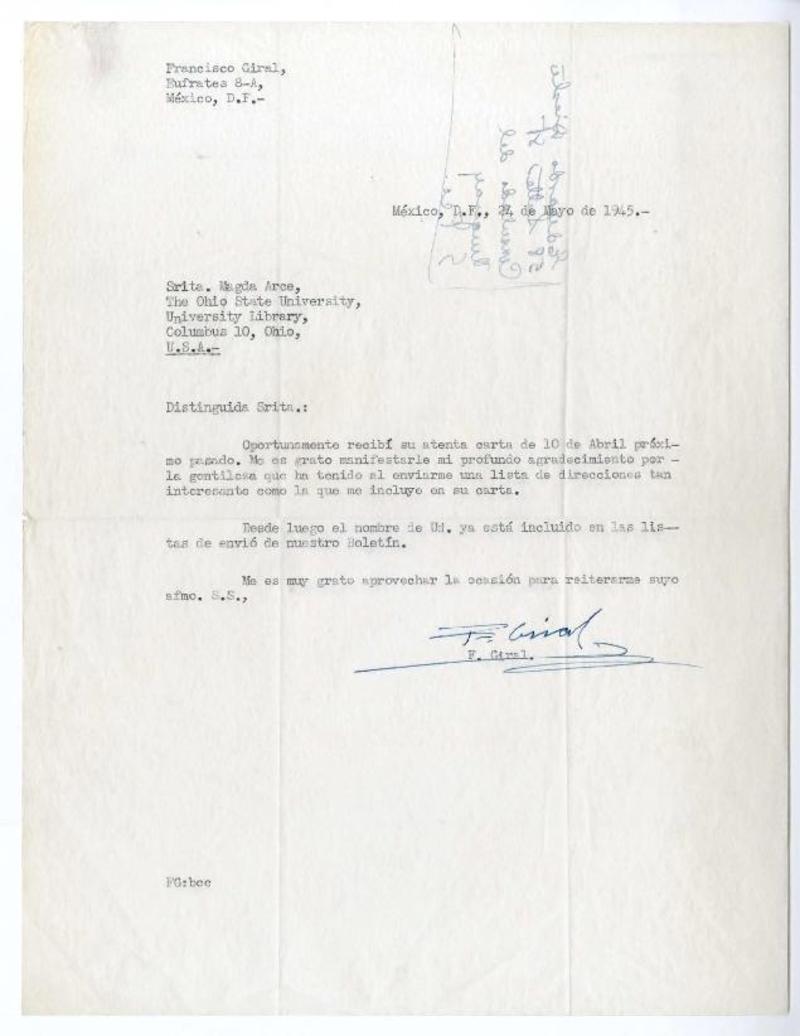 Francisco Giral,
Eufrates 8-A,
México, D.F.-
México, D.F., 24 de Mayo de 1945.-
Srita. Magda Arce,
The Ohio State University,
University Library,
Columbus 10, Ohio,
U.S.A.-
Distinguida Srita.:
Oportunamente recibí su atenta carta de 10 de Abril próxi-
mo pasado. Me es grato manifestarle mi profundo agradecimiento por -
la gentileza que ha tenido al enviarme una lista de direcciones tan
interesante como la que me incluye en su carta.
Desde luego el nombre de Ud. ya está incluido en las lis-
tas de envió de nuestro Boletín.
Me es muy grato aprovechar la ocasión para reiterarme suyo
afmo. S.S.,
F. Giral
F. Giral.
FG:bcc